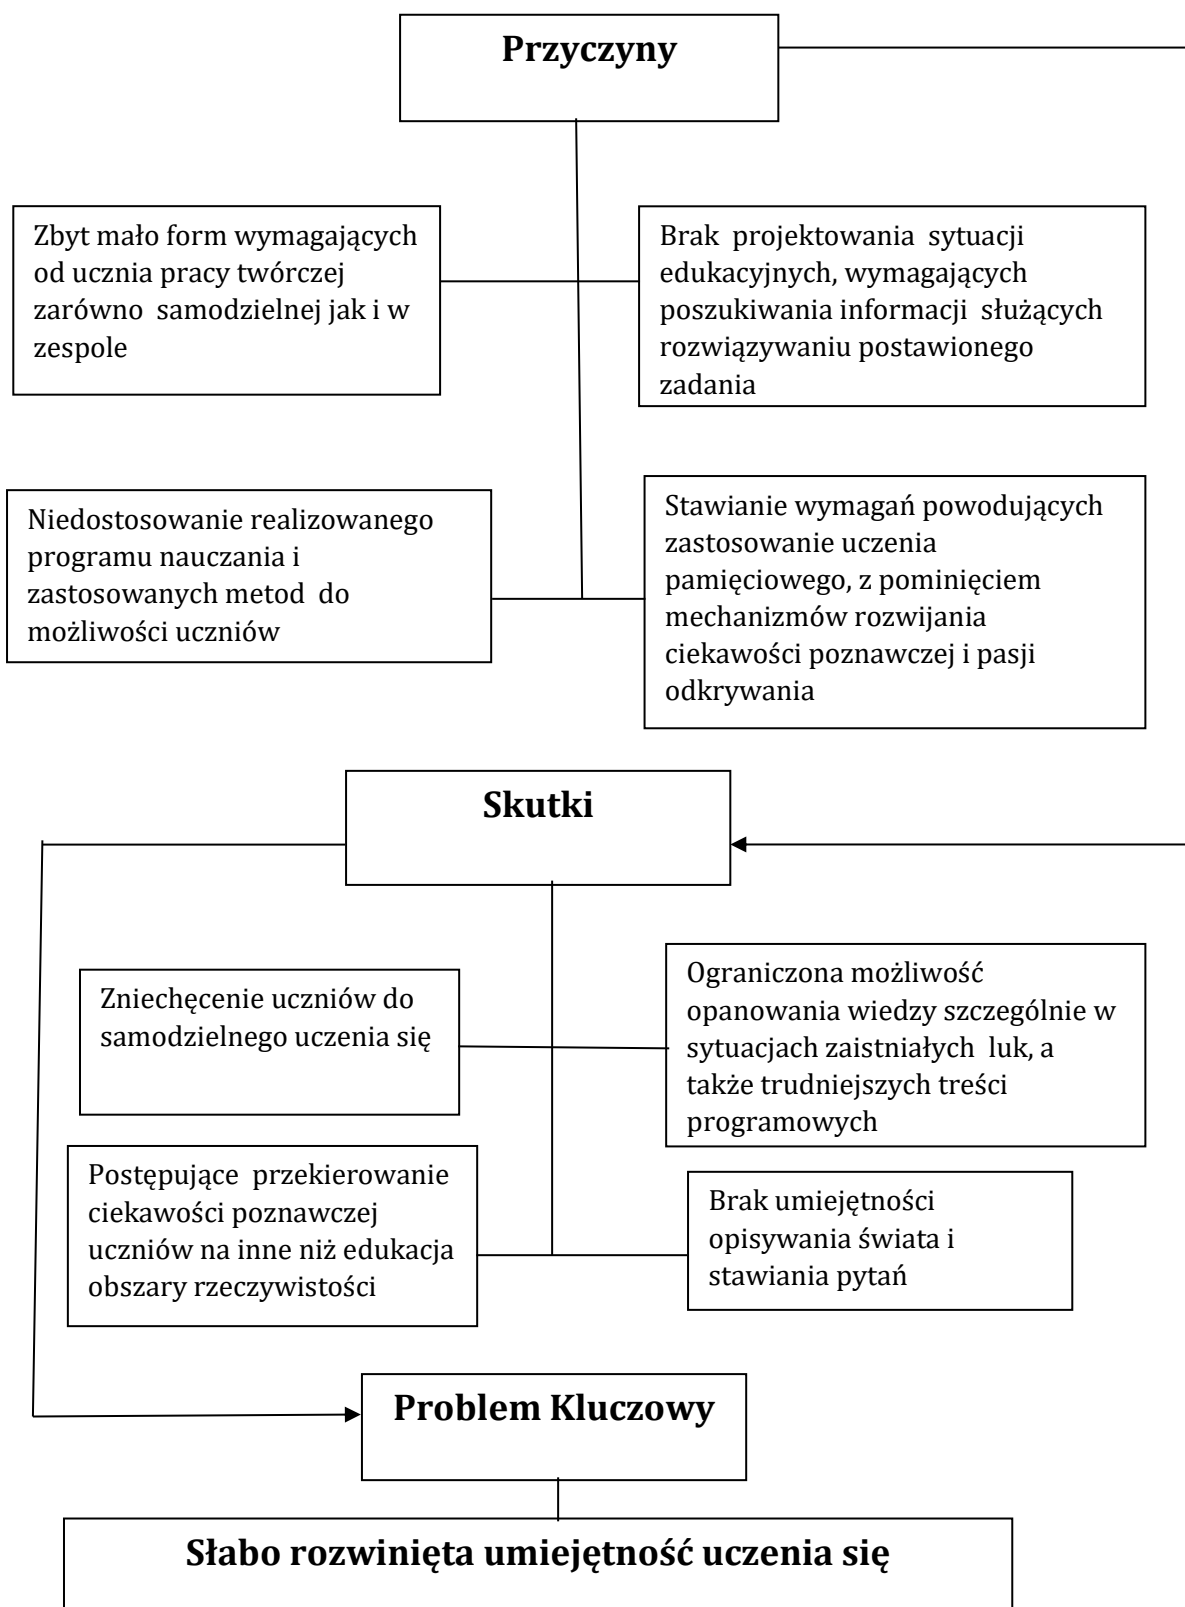 Przyczyny
Zbyt mało form wymagających
od ucznia pracy twórczej
zarówno samodzielnej jak i w
zespole
Brak projektowania sytuacji
edukacyjnych, wymagających
poszukiwania informacji służących
rozwiązywaniu postawionego
zadania
Niedostosowanie realizowanego
programu nauczania i
zastosowanych metod do
możliwości uczniów
Stawianie wymagań powodujących
zastosowanie uczenia
pamięciowego, z pominięciem
mechanizmów rozwijania
ciekawości poznawczej i pasji
odkrywania
Skutki
Zniechęcenie uczniów do
samodzielnego uczenia się
Ograniczona możliwość
opanowania wiedzy szczególnie w
sytuacjach zaistniałych luk, a
także trudniejszych treści
programowych
Postępujące przekierowanie
ciekawości poznawczej
uczniów na inne niż edukacja
obszary rzeczywistości
Brak umiejętności
opisywania świata i
stawiania pytań
Problem Kluczowy
Słabo rozwinięta umiejętność uczenia się